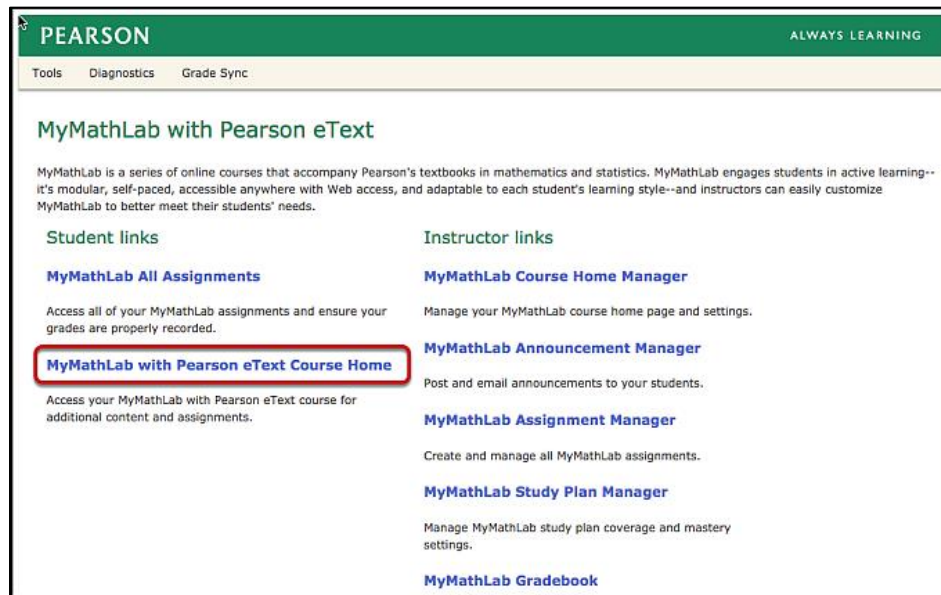 PEARSON
ALWAYS LEARNING
Tools Diagnostics Grade Sync
MyMathLab with Pearson eText
MyMathLab is a series of online courses that accompany Pearson's textbooks in mathematics and statistics. MyMathLab engages students in active learning--
it's modular, self-paced, accessible anywhere with Web access, and adaptable to each student's learning style--and instructors can easily customize
MyMathLab to better meet their students' needs.
Student links
MyMathLab All Assignments
Access all of your MyMathLab assignments and ensure your
grades are properly recorded.
MyMathLab with Pearson eText Course Home
Access your MyMathLab with Pearson eText course for
additional content and assignments.
Instructor links
MyMathLab Course Home Manager
Manage your MyMathLab course home page and settings.
MyMathLab Announcement Manager
Post and email announcements to your students.
MyMathLab Assignment Manager
Create and manage all MyMathLab assignments.
MyMathLab Study Plan Manager
Manage MyMathLab study plan coverage and mastery
settings.
MyMathLab Gradebook